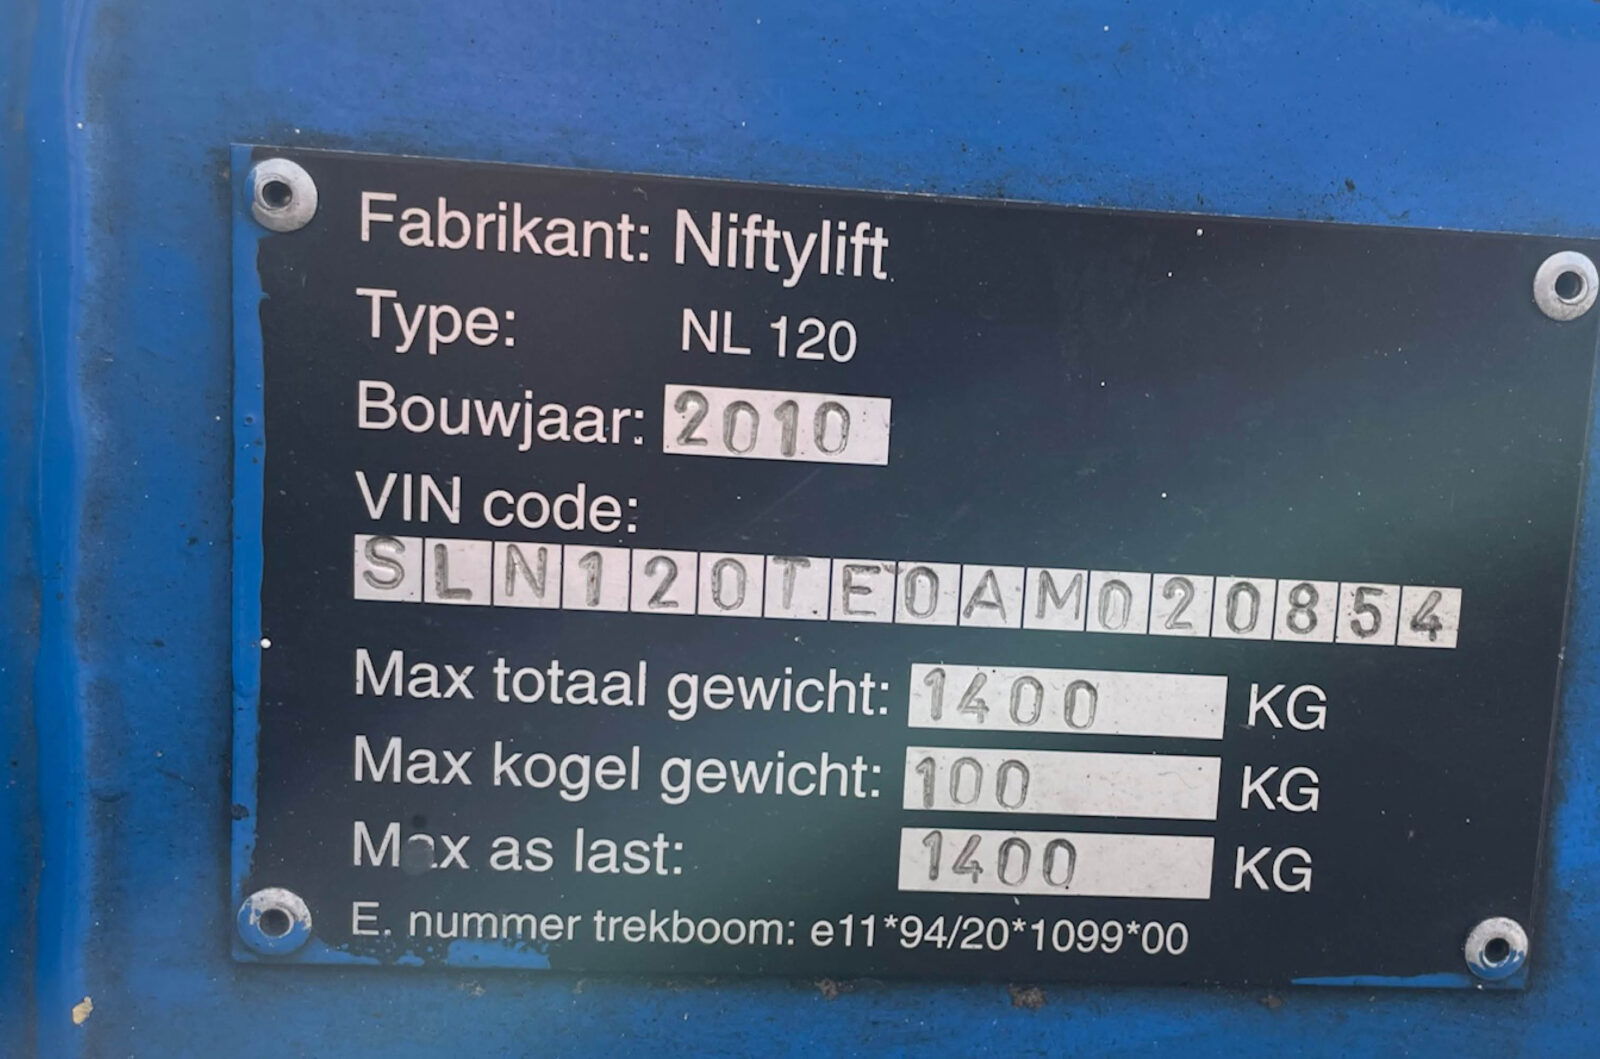 Fabrikant: Niftylift
Type: NL 120
Bouwjaar: 2010
VIN code:
SLN120TE0AM020854
Max totaal gewicht: 1400 KG
Max kogel gewicht: 100 KG
Max as last: 1400 KG
E. nummer trekboom: e11*94/20*1099*00